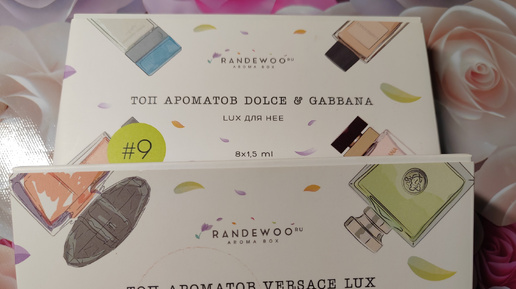 RANDEWOO RU
AROMA BOX
ТОП АРОМАТОВ DOLCE & GABBANA
LUX ДЛЯ НЕЕ
8x1,5 ml
#9
RANDEWOO RU
AROMA BOX
ТОП АРОМАТОВ VERSACE LUX